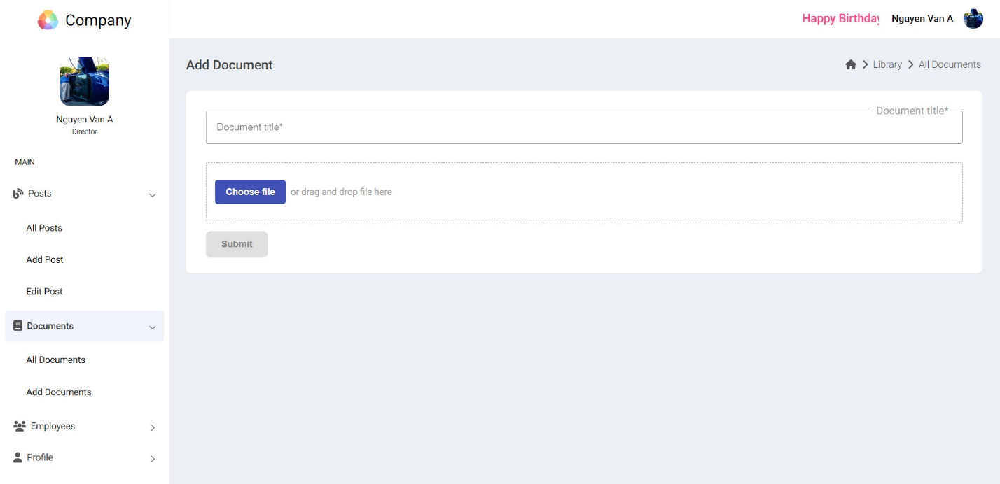 Company
Happy Birthday
Nguyen Van A
Nguyen Van A
Director
MAIN
Posts
All Posts
Add Post
Edit Post
Documents
All Documents
Add Documents
Employees
Profile
Add Document
Library
All Documents
Document title*
Document title*
Choose file or drag and drop file here
Submit